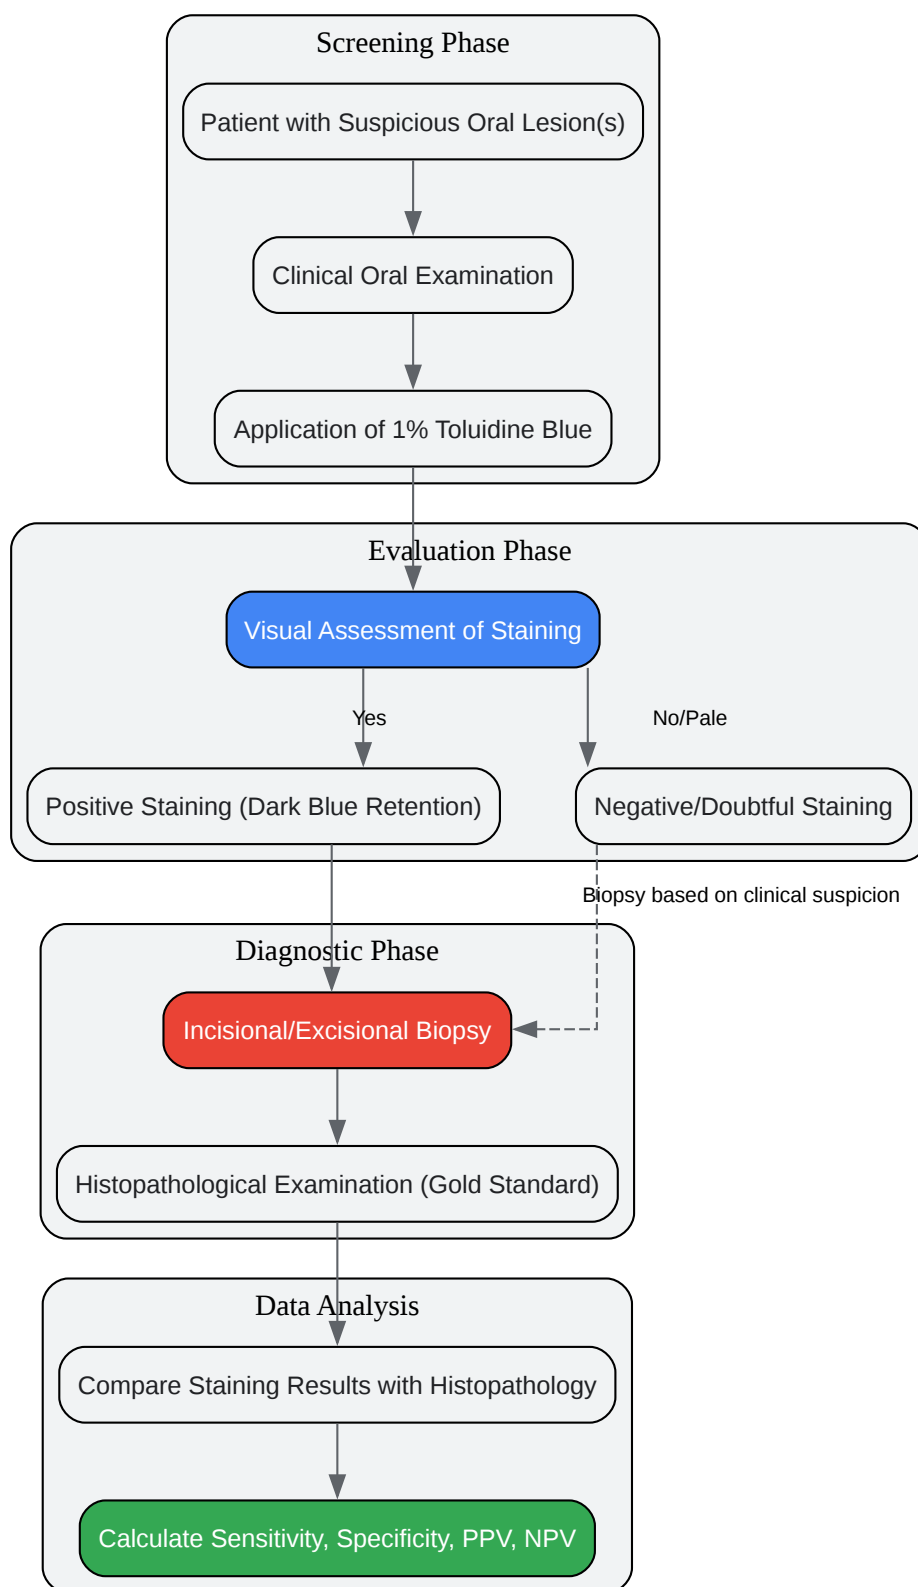 Screening Phase
Patient with Suspicious Oral Lesion(s)
Clinical Oral Examination
Application of 1% Toluidine Blue
Evaluation Phase
Visual Assessment of Staining
Yes
No/Pale
Positive Staining (Dark Blue Retention)
Negative/Doubtful Staining
Biopsy based on clinical suspicion
Diagnostic Phase
Incisional/Excisional Biopsy
Histopathological Examination (Gold Standard)
Data Analysis
Compare Staining Results with Histopathology
Calculate Sensitivity, Specificity, PPV, NPV